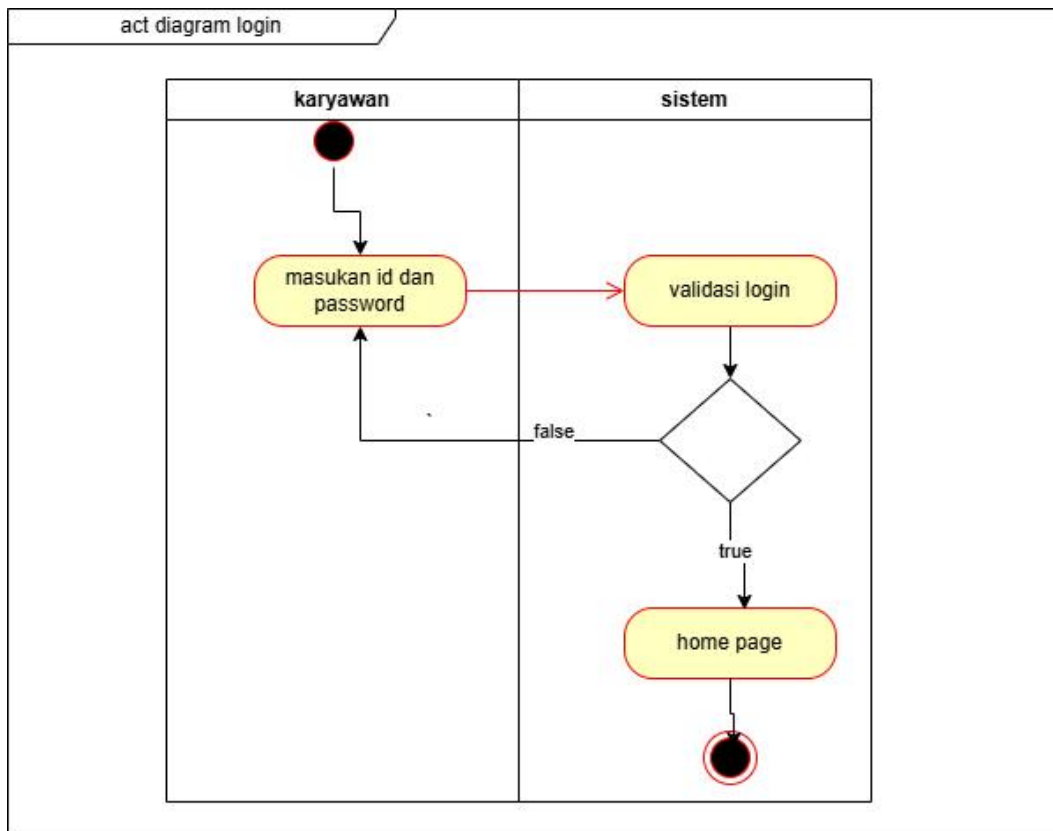 act diagram login
karyawan
sistem
masukan id dan
password
validasi login
`
false
true
home page